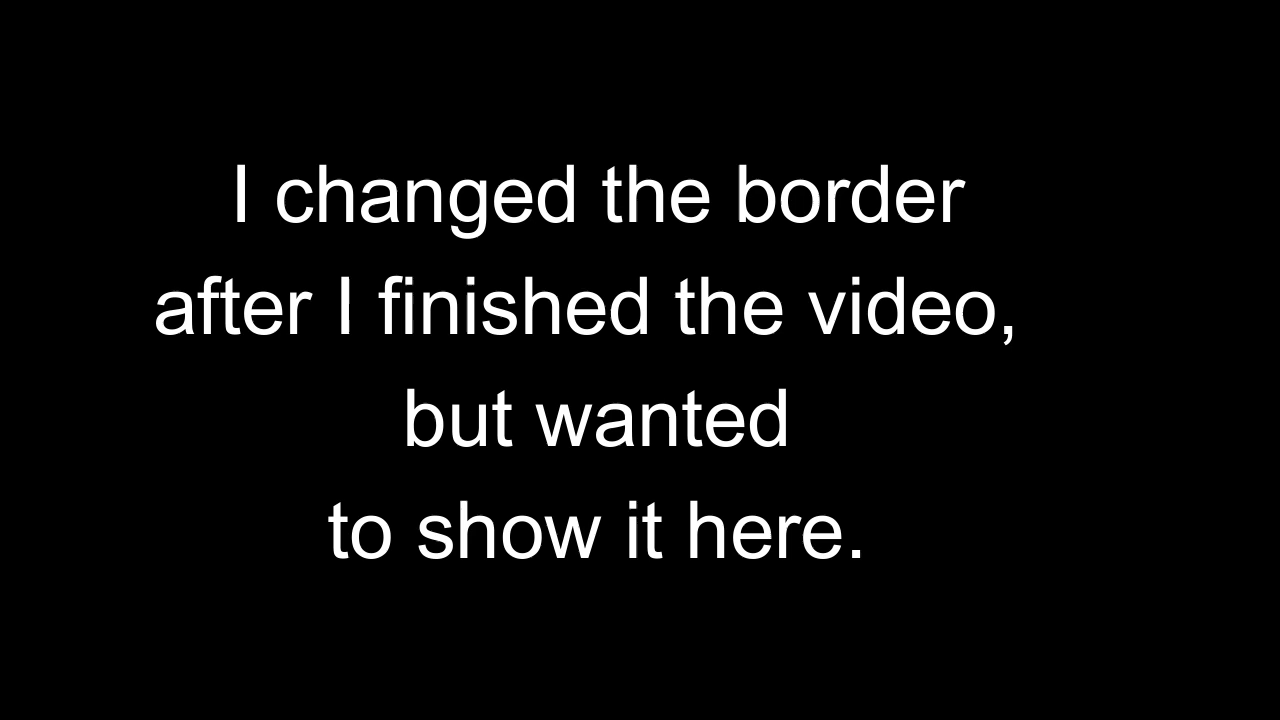 I changed the border
after I finished the video,
but wanted
to show it here.